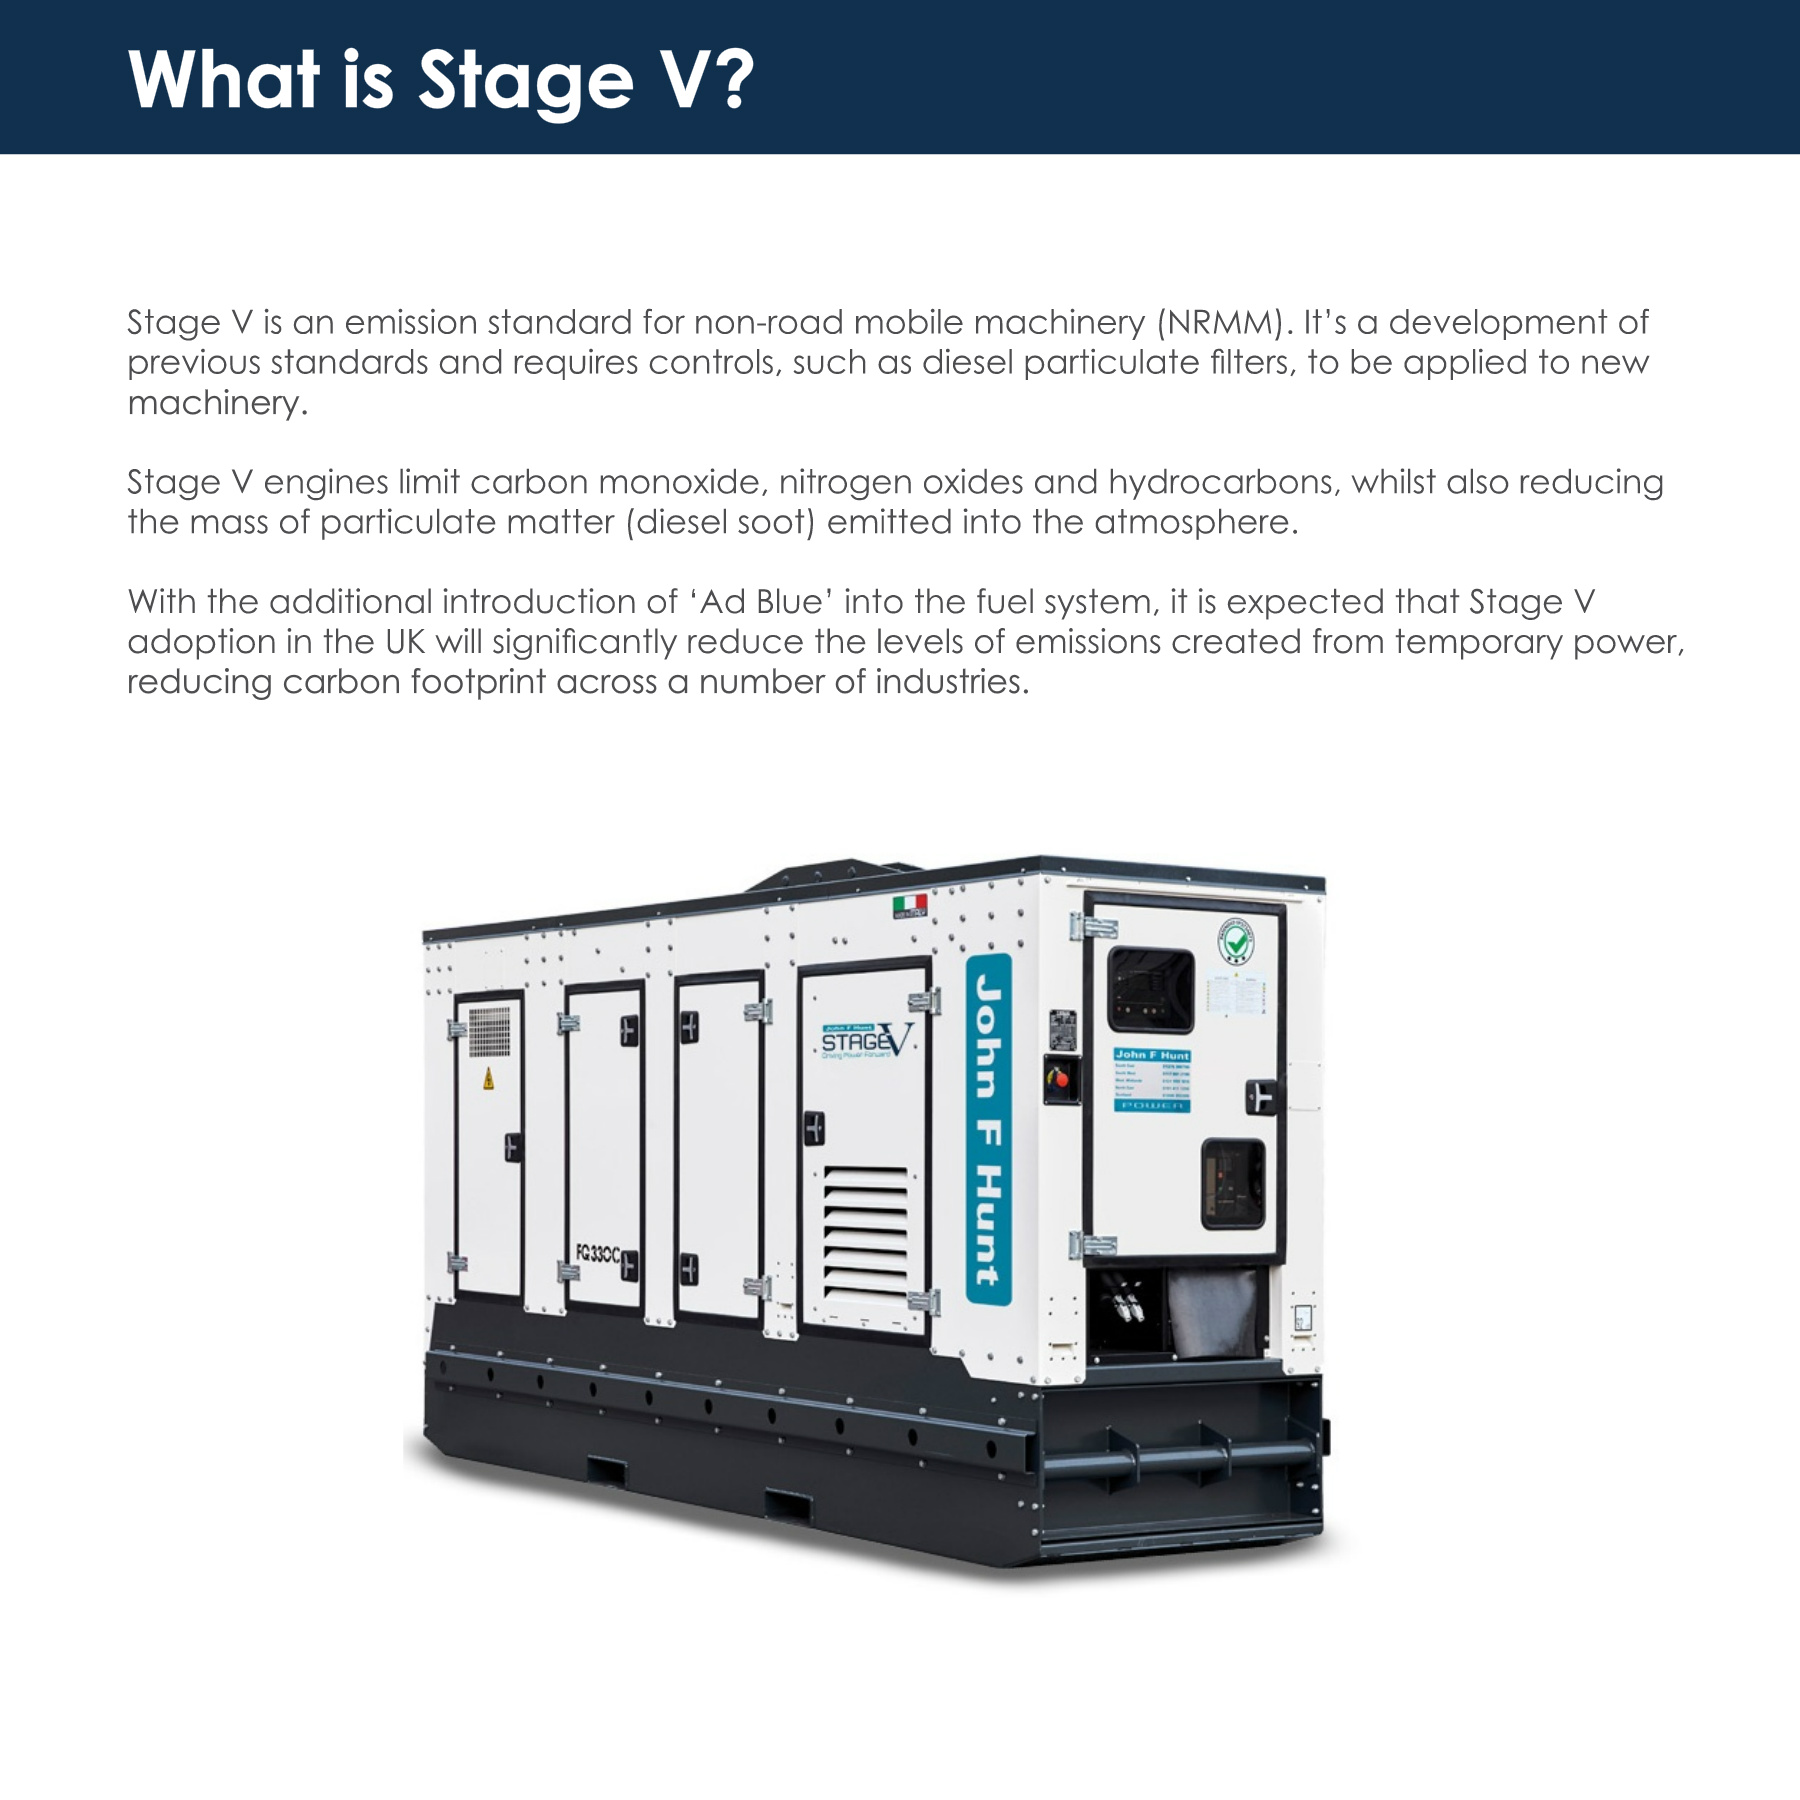 What is Stage V?
Stage V is an emission standard for non-road mobile machinery (NRMM). It’s a development of
previous standards and requires controls, such as diesel particulate filters, to be applied to new
machinery.
Stage V engines limit carbon monoxide, nitrogen oxides and hydrocarbons, whilst also reducing
the mass of particulate matter (diesel soot) emitted into the atmosphere.
With the additional introduction of ‘Ad Blue’ into the fuel system, it is expected that Stage V
adoption in the UK will significantly reduce the levels of emissions created from temporary power,
reducing carbon footprint across a number of industries.
John F Hunt
STAGE V
Driving Power Forward
John F Hunt
John F Hunt
POWER